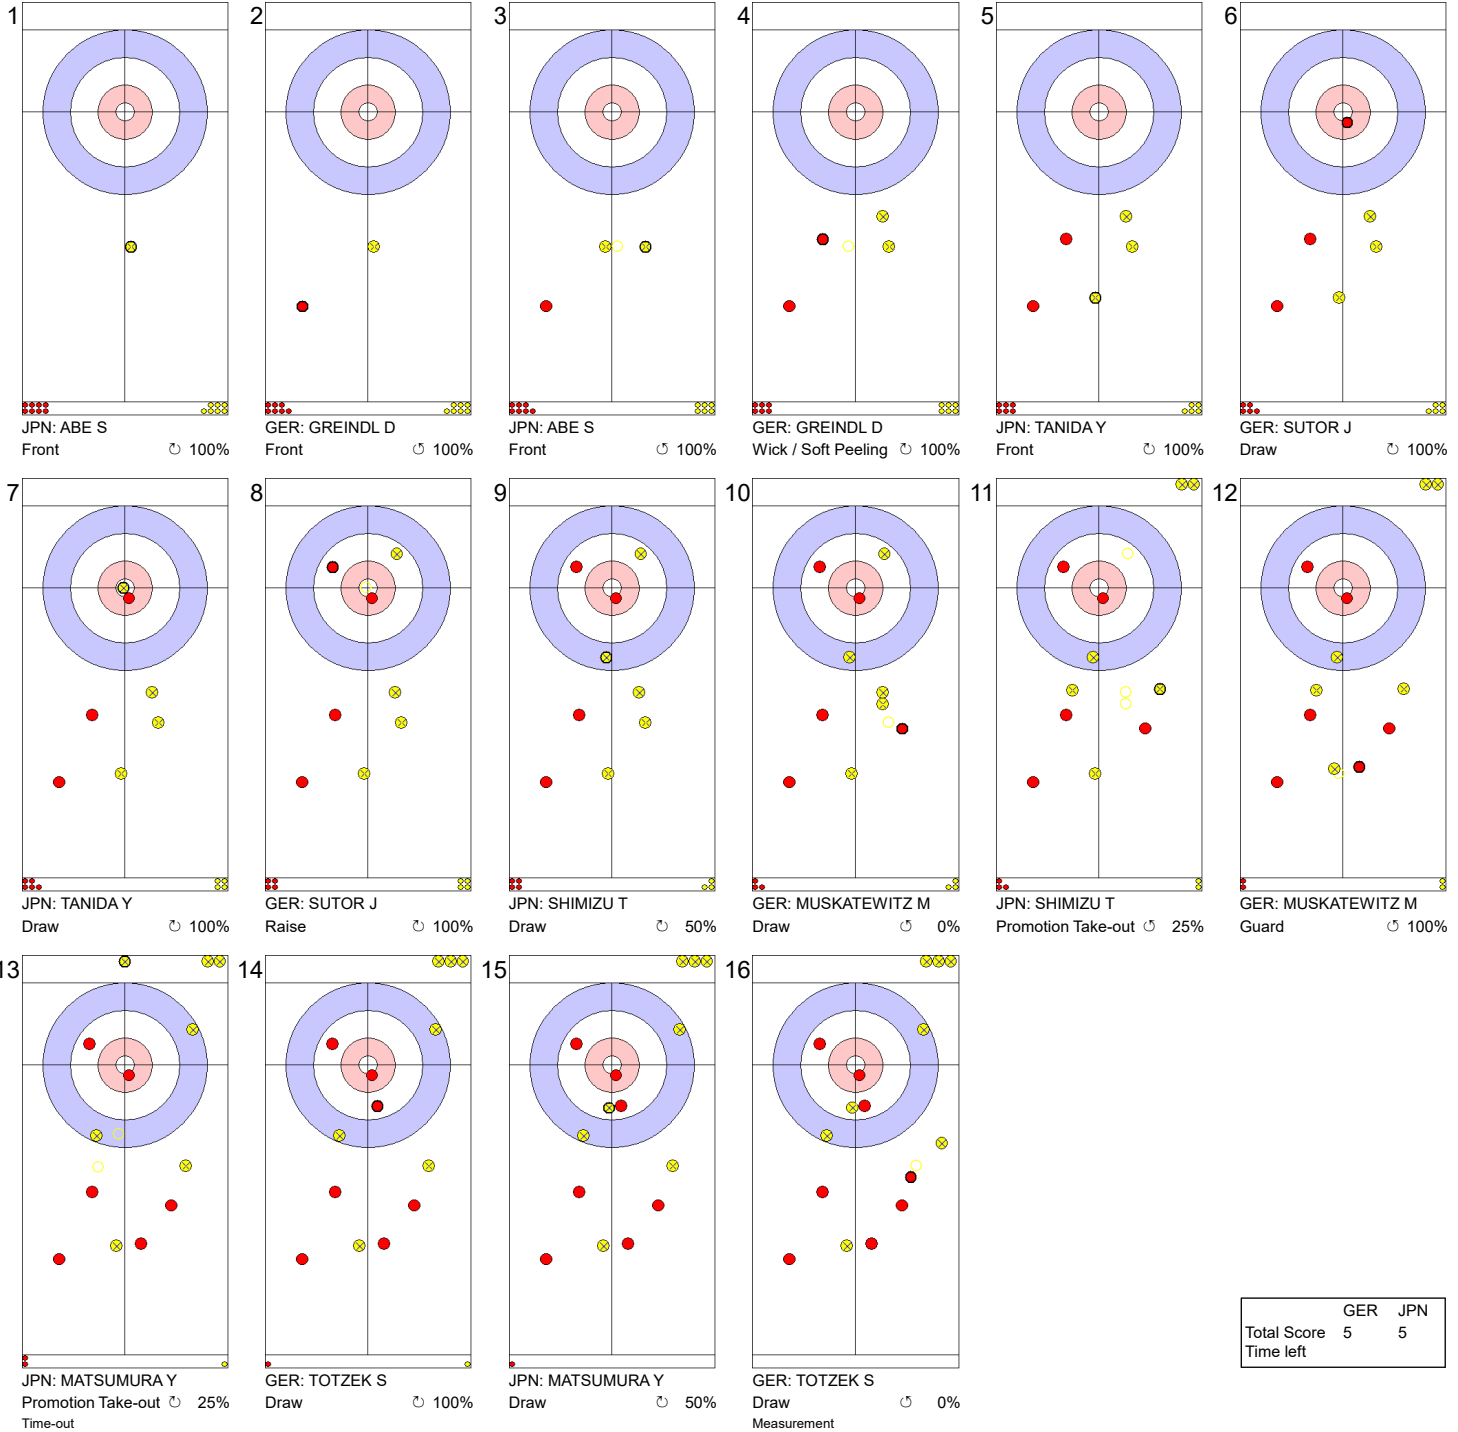 1
JPN: ABE S
Front ↻ 100%
2
GER: GREINDL D
Front ↺ 100%
3
JPN: ABE S
Front ↻ 100%
4
GER: GREINDL D
Wick / Soft Peeling ↺ 100%
5
JPN: TANIDA Y
Front ↻ 100%
6
GER: SUTOR J
Draw ↻ 100%
7
JPN: TANIDA Y
Draw ↻ 100%
8
GER: SUTOR J
Raise ↻ 100%
9
JPN: SHIMIZU T
Draw ↻ 50%
10
GER: MUSKATEWITZ M
Draw ↺ 0%
11
JPN: SHIMIZU T
Promotion Take-out ↺ 25%
12
GER: MUSKATEWITZ M
Guard ↺ 100%
13
JPN: MATSUMURA Y
Promotion Take-out ↻ 25%
Time-out
14
GER: TOTZEK S
Draw ↻ 100%
15
JPN: MATSUMURA Y
Draw ↻ 50%
16
GER: TOTZEK S
Draw ↺ 0%
Measurement
GER JPN
Total Score 5 5
Time left